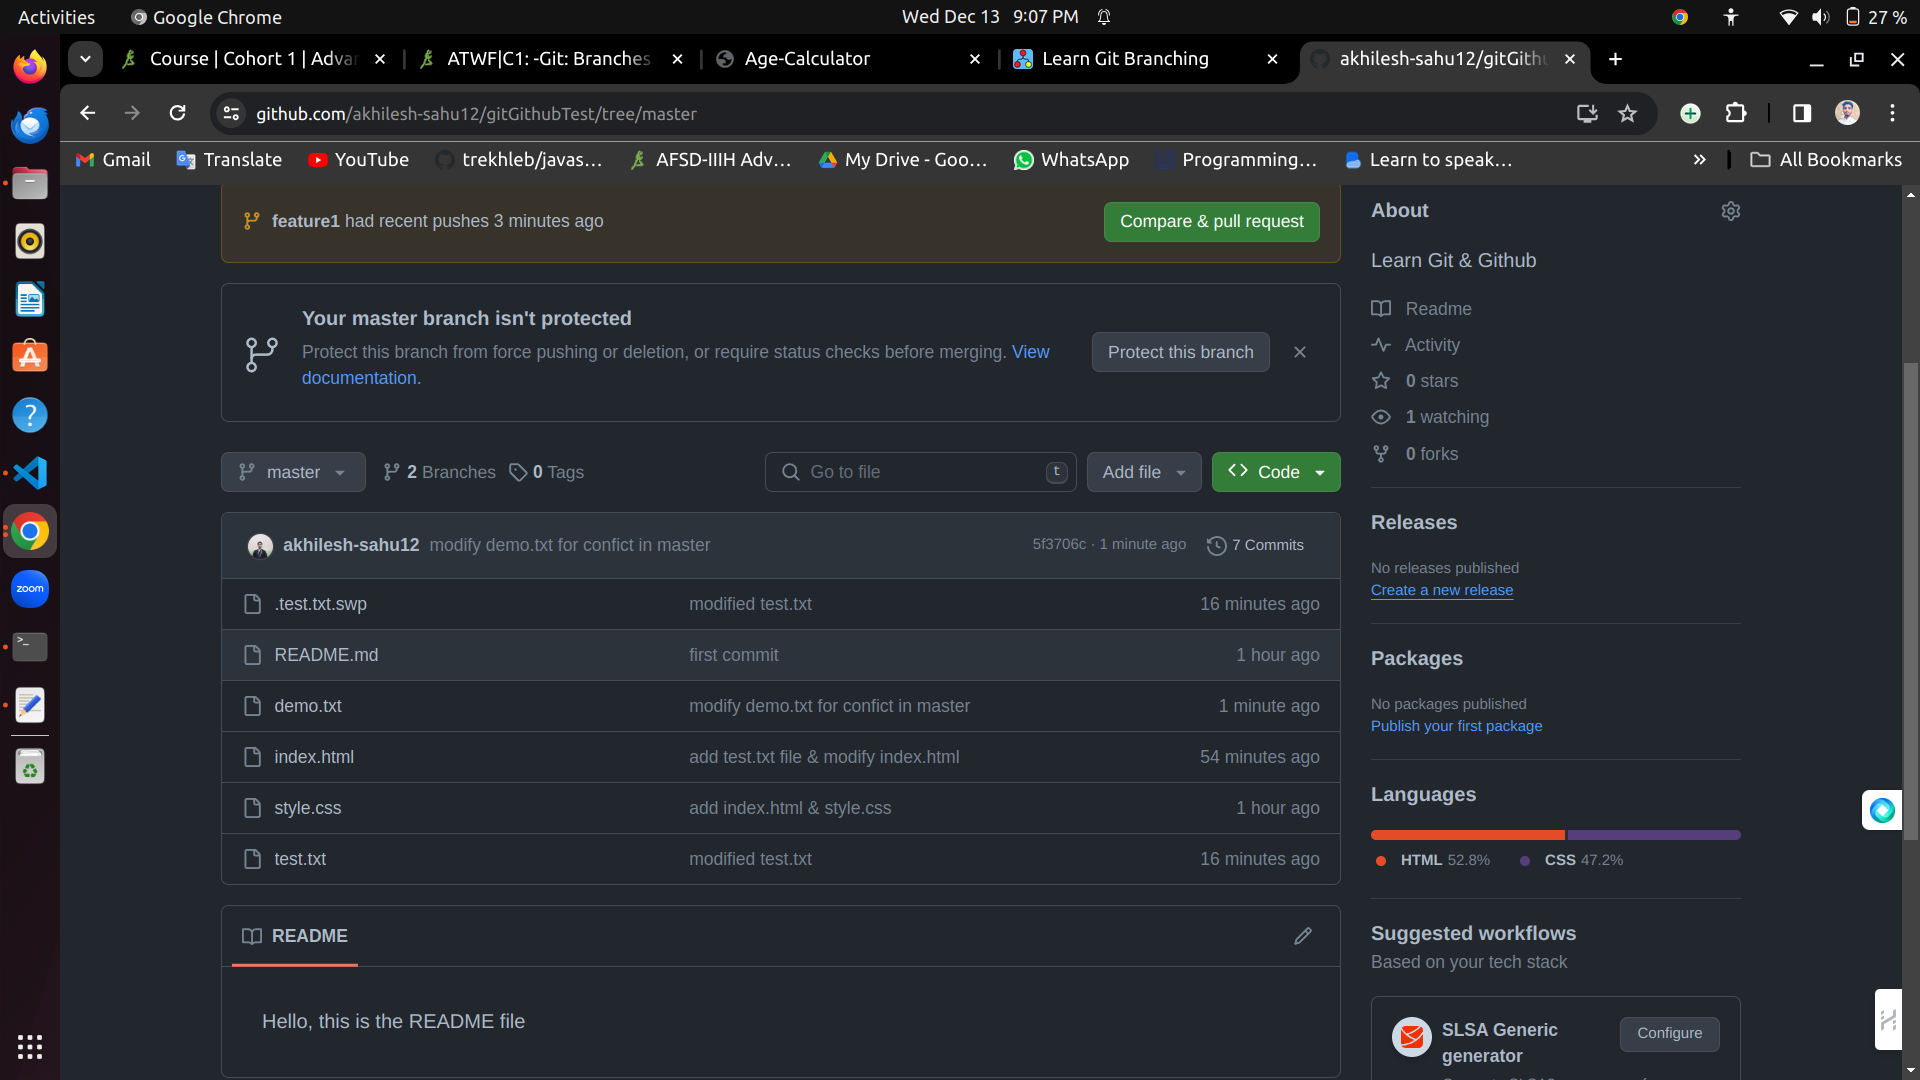 Activities
Google Chrome
Wed Dec 13 9:07 PM
27 %
Course | Cohort 1 | Adva
ATWF|C1: -Git: Branches
Age-Calculator
Learn Git Branching
akhilesh-sahu12/gitGithu
github.com/akhilesh-sahu12/gitGithubTest/tree/master
Gmail
Translate
YouTube
trekhleb/javas...
AFSD-IIIH Adv...
My Drive - Goo...
WhatsApp
Programming...
Learn to speak...
All Bookmarks
feature1 had recent pushes 3 minutes ago
Compare & pull request
Your master branch isn't protected
Protect this branch from force pushing or deletion, or require status checks before merging. View
documentation.
Protect this branch
master
2 Branches
0 Tags
Go to file
t
Add file
Code
akhilesh-sahu12 modify demo.txt for confict in master
5f3706c · 1 minute ago
7 Commits
.test.txt.swp modified test.txt 16 minutes ago
README.md first commit 1 hour ago
demo.txt modify demo.txt for confict in master 1 minute ago
index.html add test.txt file & modify index.html 54 minutes ago
style.css add index.html & style.css 1 hour ago
test.txt modified test.txt 16 minutes ago
README
Hello, this is the README file
About
Learn Git & Github
Readme
Activity
0 stars
1 watching
0 forks
Releases
No releases published
Create a new release
Packages
No packages published
Publish your first package
Languages
HTML 52.8%
CSS 47.2%
Suggested workflows
Based on your tech stack
SLSA Generic
generator
Configure
zoom